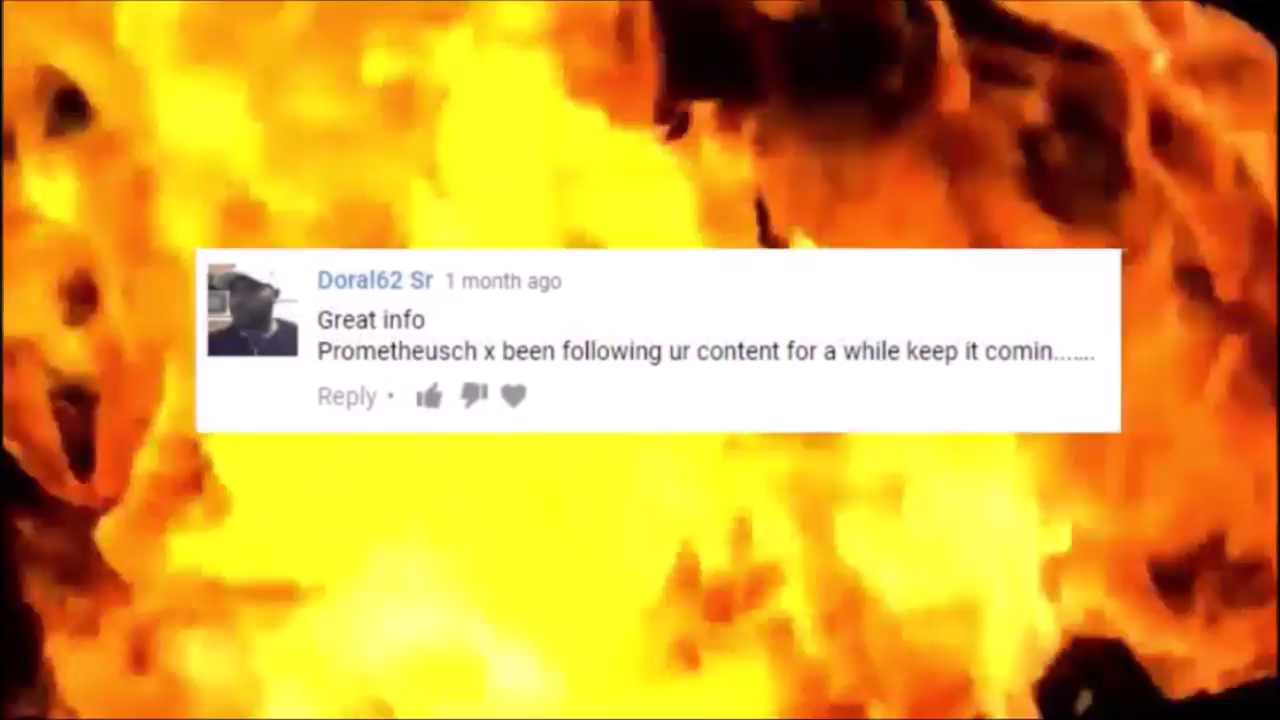 Doral62 Sr 1 month ago
Great info
Prometheusch x been following ur content for a while keep it comin.......
Reply •